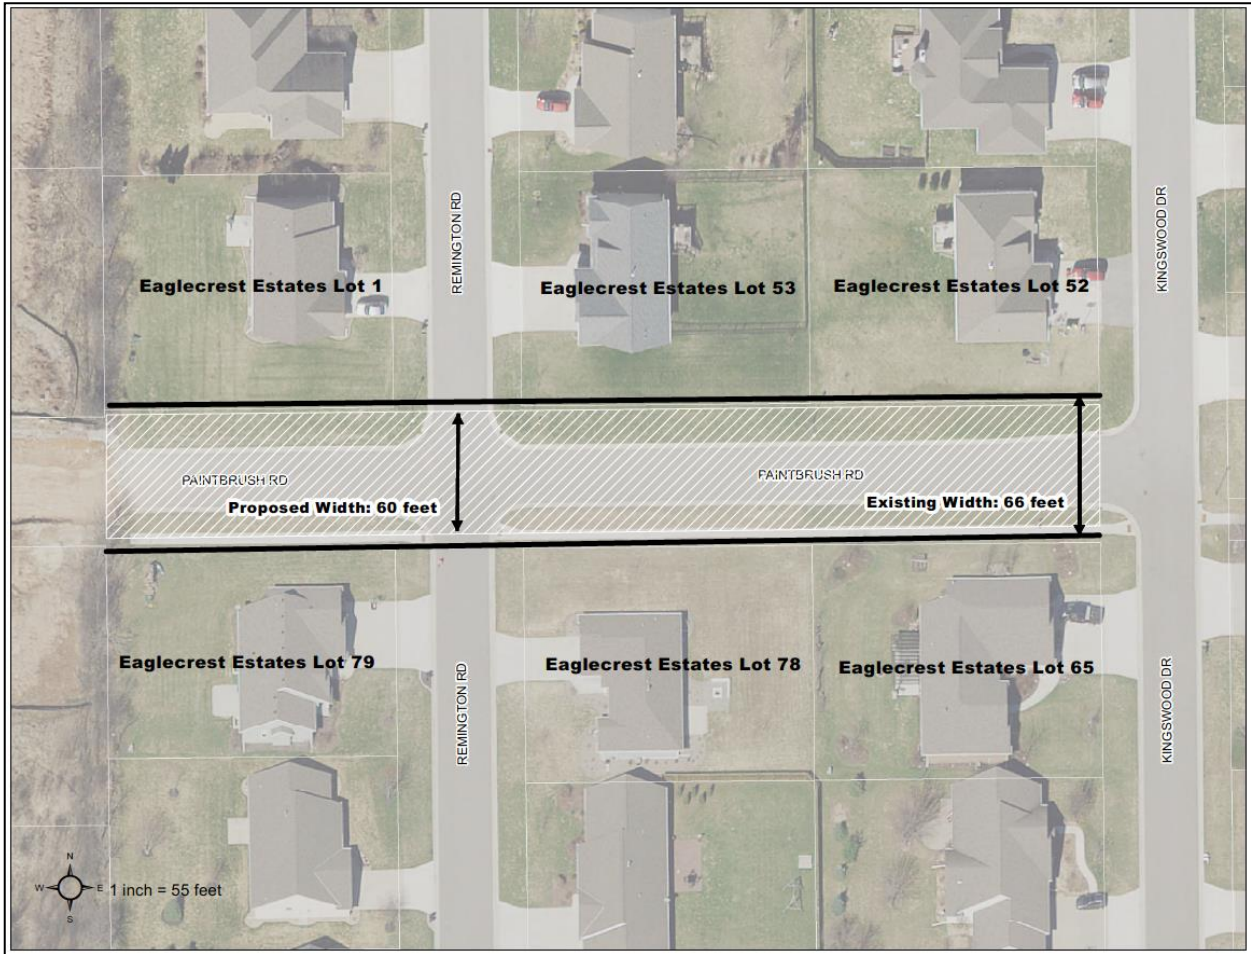 REMINGTON RD
KINGSWOOD DR
Eaglecrest Estates Lot 1
Eaglecrest Estates Lot 53
Eaglecrest Estates Lot 52
PAINTBRUSH RD
PAINTBRUSH RD
Proposed Width: 60 feet
Existing Width: 66 feet
Eaglecrest Estates Lot 79
Eaglecrest Estates Lot 78
Eaglecrest Estates Lot 65
REMINGTON RD
KINGSWOOD DR
N
W
E
S
1 inch = 55 feet